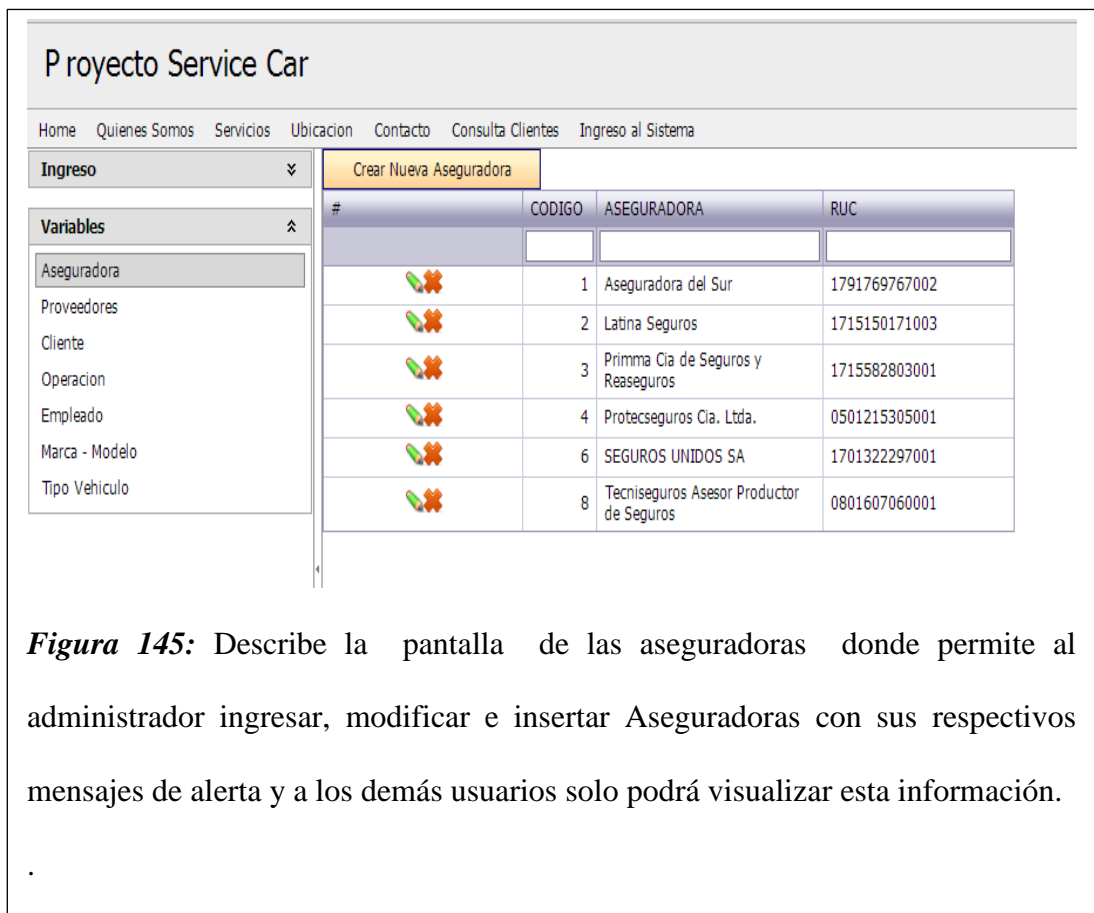 Proyecto Service Car
Home Quienes Somos Servicios Ubicacion Contacto Consulta Clientes Ingreso al Sistema
Ingreso
Variables
Aseguradora
Proveedores
Cliente
Operacion
Empleado
Marca - Modelo
Tipo Vehiculo
Crear Nueva Aseguradora
# CODIGO ASEGURADORA RUC
1 Aseguradora del Sur 1791769767002
2 Latina Seguros 1715150171003
3 Primma Cia de Seguros y Reaseguros 1715582803001
4 Protecseguros Cia. Ltda. 0501215305001
6 SEGUROS UNIDOS SA 1701322297001
8 Tecniseguros Asesor Productor de Seguros 0801607060001
Figura 145: Describe la pantalla de las aseguradoras donde permite al
administrador ingresar, modificar e insertar Aseguradoras con sus respectivos
mensajes de alerta y a los demás usuarios solo podrá visualizar esta información.
.